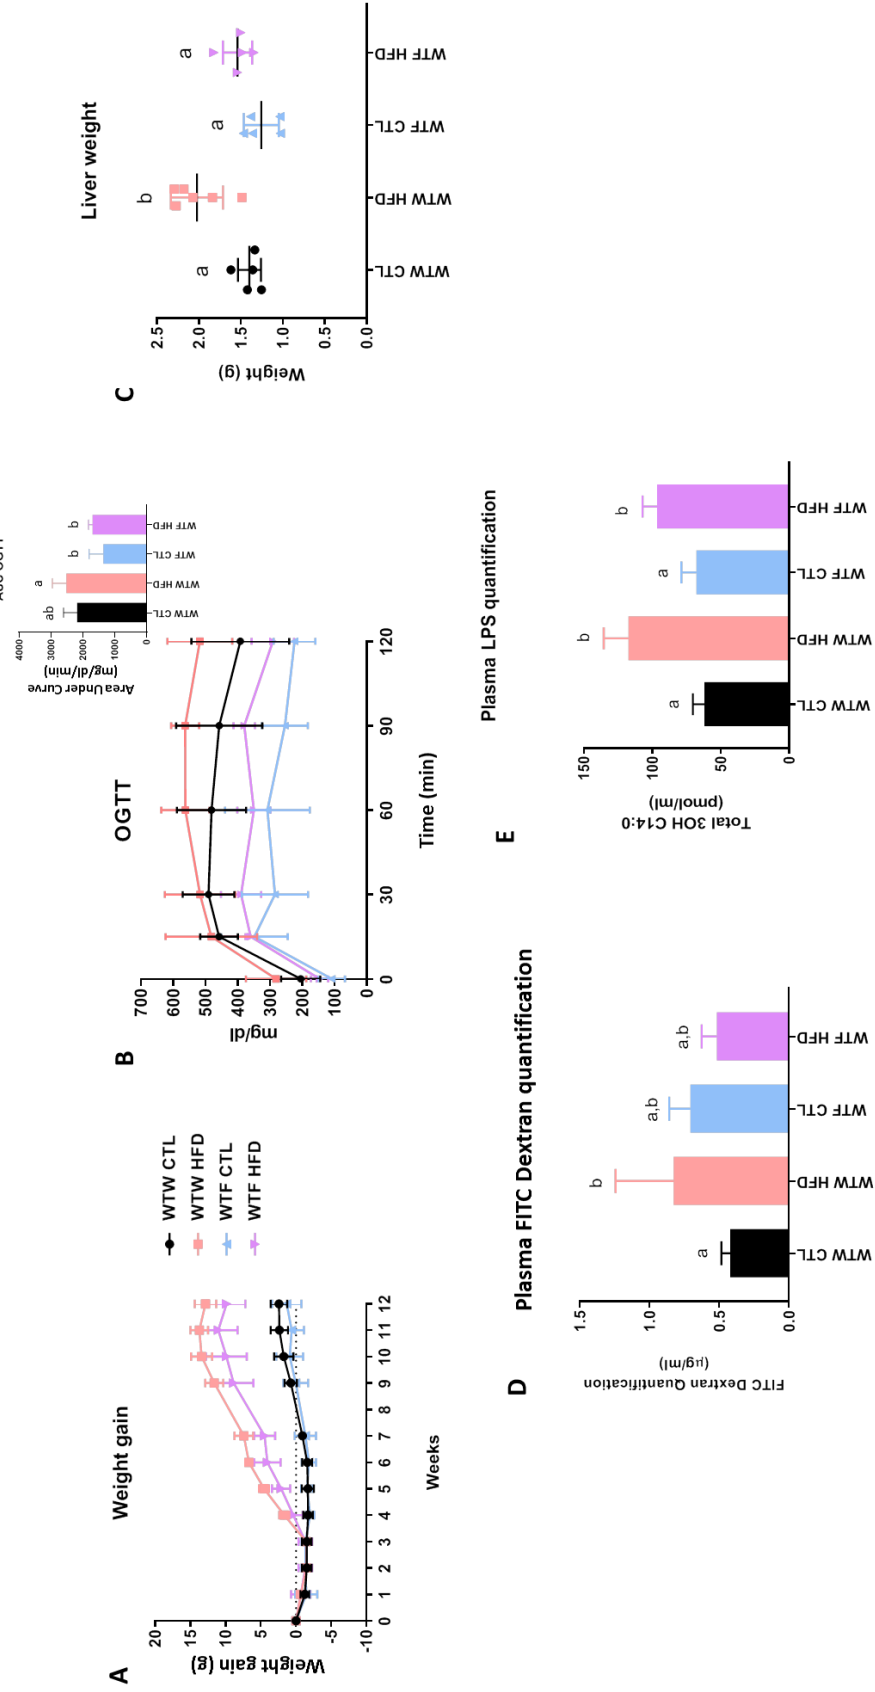 A
Weight gain
Weight gain (g)
20
15
10
5
0
-5
-10
0 1 2 3 4 5 6 7 8 9 10 11 12
Weeks
WTW CTL
WTW HFD
WTF CTL
WTF HFD
B
OGTT
mg/dl
700
600
500
400
300
200
100
0
0 30 60 90 120
Time (min)
Area Under Curve
(mg/dl/min)
4000
3000
2000
1000
0
ab a b b
WTW CTL WTW HFD WTF CTL WTF HFD
C
Liver weight
Weight (g)
2.5
2.0
1.5
1.0
0.5
0.0
a b a a
WTW CTL WTW HFD WTF CTL WTF HFD
D
Plasma FITC Dextran quantification
FITC Dextran Quantification
(µg/ml)
1.5
1.0
0.5
0.0
a b a,b a,b
WTW CTL WTW HFD WTF CTL WTF HFD
E
Plasma LPS quantification
Total 3OH C14:0
(pmol/ml)
150
100
50
0
a b a b
WTW CTL WTW HFD WTF CTL WTF HFD